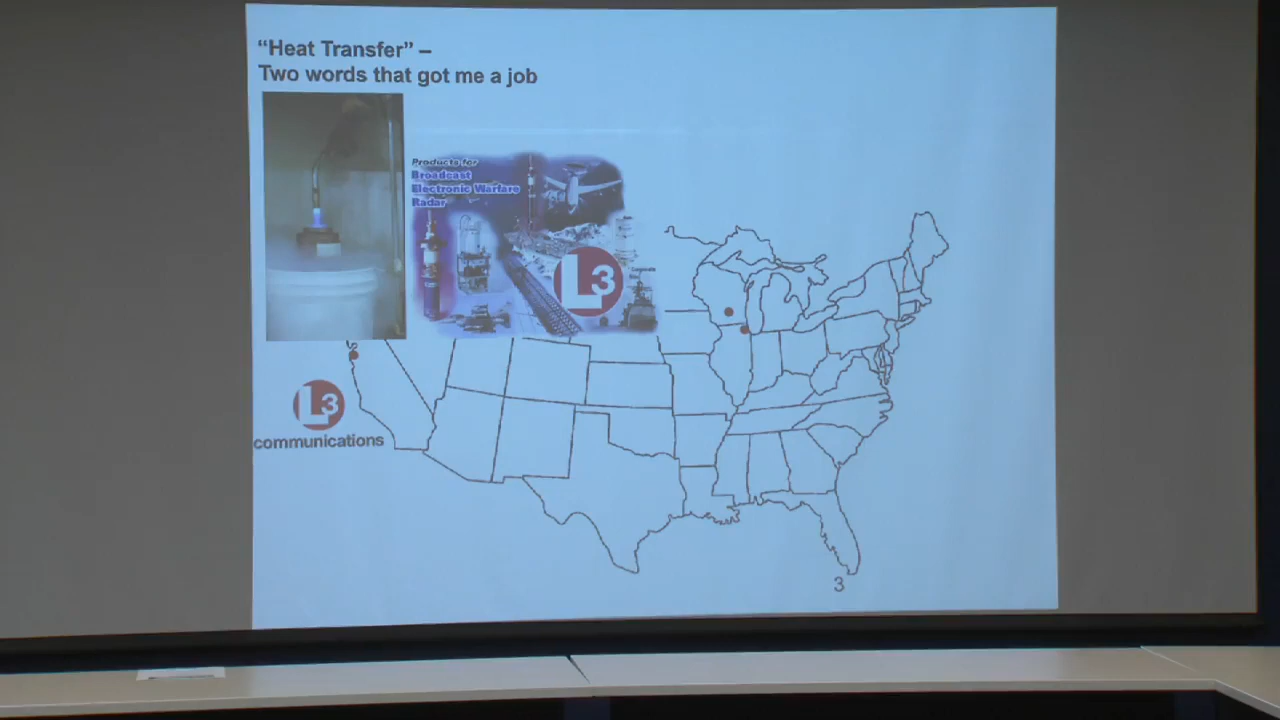 “Heat Transfer” –
Two words that got me a job
Products for
Broadcast
Electronic Warfare
Radar
L3
L3
communications
3